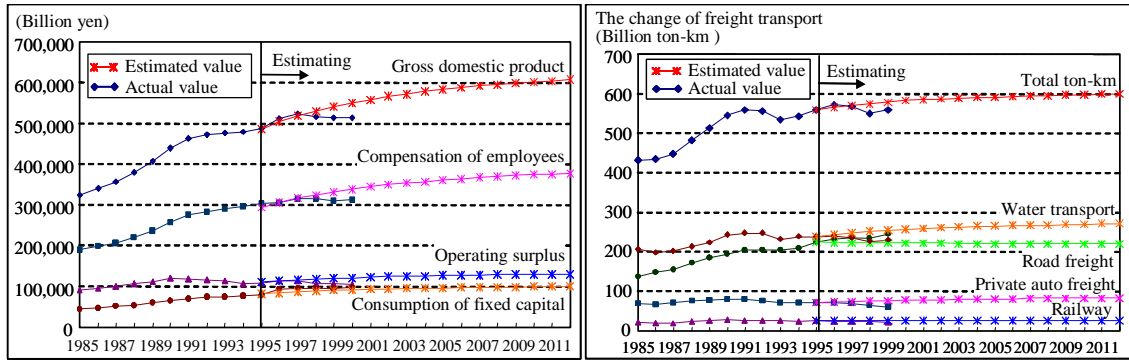 (Billion yen)
700,000
600,000
500,000
400,000
300,000
200,000
100,000
0
Estimated value
Actual value
Estimating
Gross domestic product
Compensation of employees
Operating surplus
Consumption of fixed capital
1985 1987 1989 1991 1993 1995 1997 1999 2001 2003 2005 2007 2009 2011
The change of freight transport
(Billion ton-km)
700
600
500
400
300
200
100
0
Estimated value
Actual value
Estimating
Total ton-km
Water transport
Road freight
Private auto freight
Railway
1985 1987 1989 1991 1993 1995 1997 1999 2001 2003 2005 2007 2009 2011